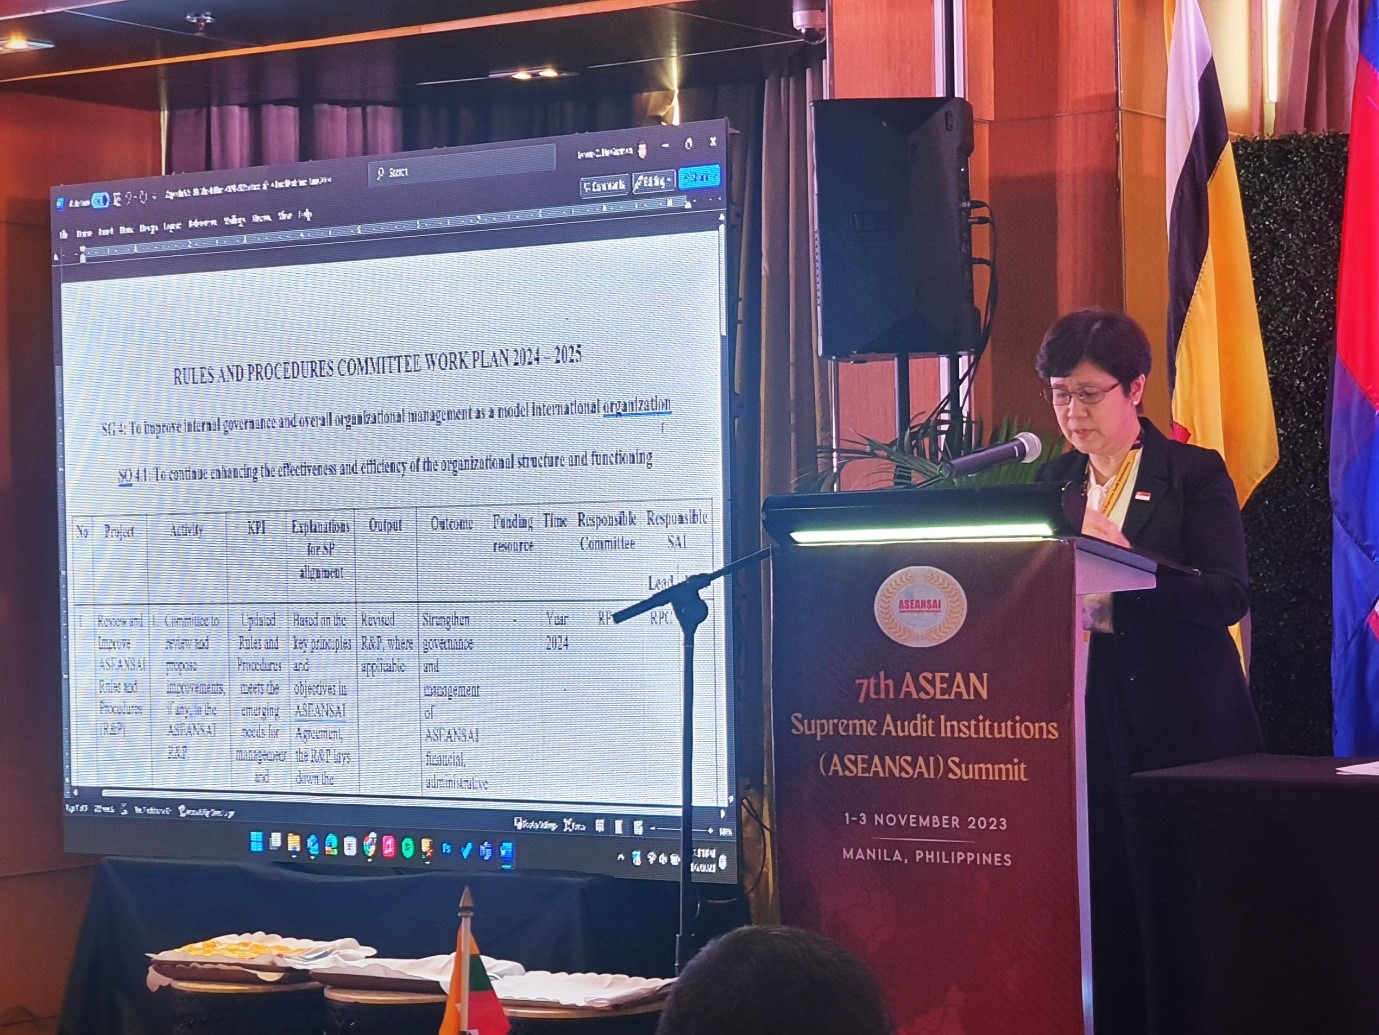 Search
Comments
Editing
RULES AND PROCEDURES COMMITTEE WORK PLAN 2024 – 2025
SG 4: To improve internal governance and overall organizational management as a model international organization
SO 4.1: To continue enhancing the effectiveness and efficiency of the organizational structure and functioning
No Project Activity KPI Explanations for SP alignment Output Outcome Funding resource Time Responsible Committee Responsible SAI
Lead
1. Review and Improve ASEANSAI Rules and Procedures (R&P)
1. Committee to review and propose improvements, if any, to the ASEANSAI R&P
Updated Rules and Procedures meets the emerging needs for management and
Based on the key principles and objectives in ASEANSAI Agreement, the R&P lays down the
Revised R&P, where applicable
Strengthen governance and management of ASEANSAI financial, administrative
-
Year 2024
RPC
ASEANSAI
7th ASEAN
Supreme Audit Institutions
(ASEANSAI) Summit
1-3 NOVEMBER 2023
MANILA, PHILIPPINES